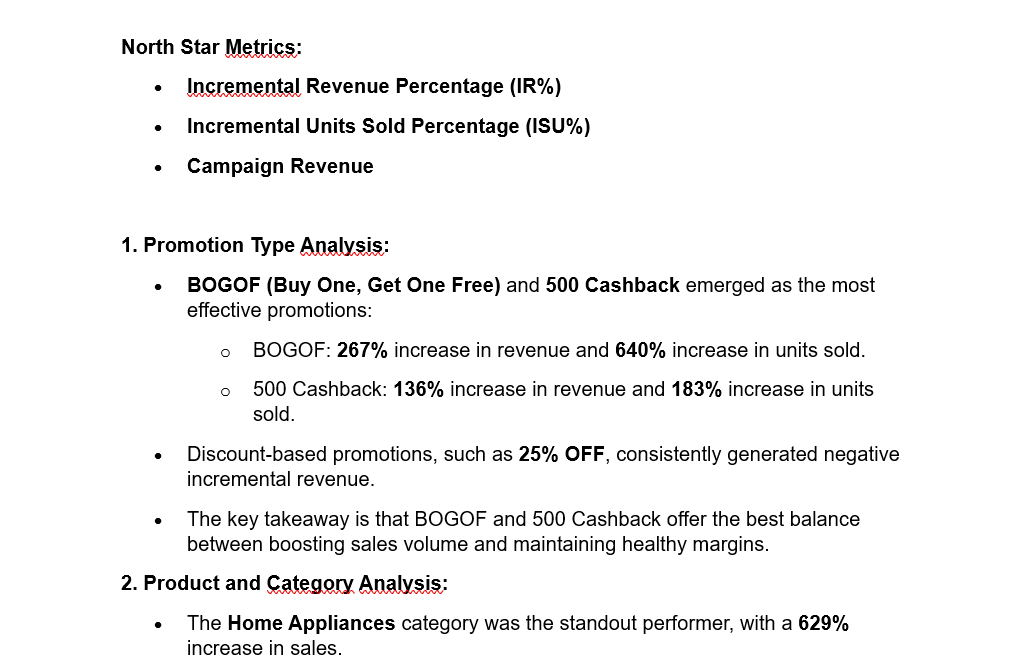 North Star Metrics:
• Incremental Revenue Percentage (IR%)
• Incremental Units Sold Percentage (ISU%)
• Campaign Revenue
1. Promotion Type Analysis:
• BOGOF (Buy One, Get One Free) and 500 Cashback emerged as the most
effective promotions:
o BOGOF: 267% increase in revenue and 640% increase in units sold.
o 500 Cashback: 136% increase in revenue and 183% increase in units
sold.
• Discount-based promotions, such as 25% OFF, consistently generated negative
incremental revenue.
• The key takeaway is that BOGOF and 500 Cashback offer the best balance
between boosting sales volume and maintaining healthy margins.
2. Product and Category Analysis:
• The Home Appliances category was the standout performer, with a 629%
increase in sales.